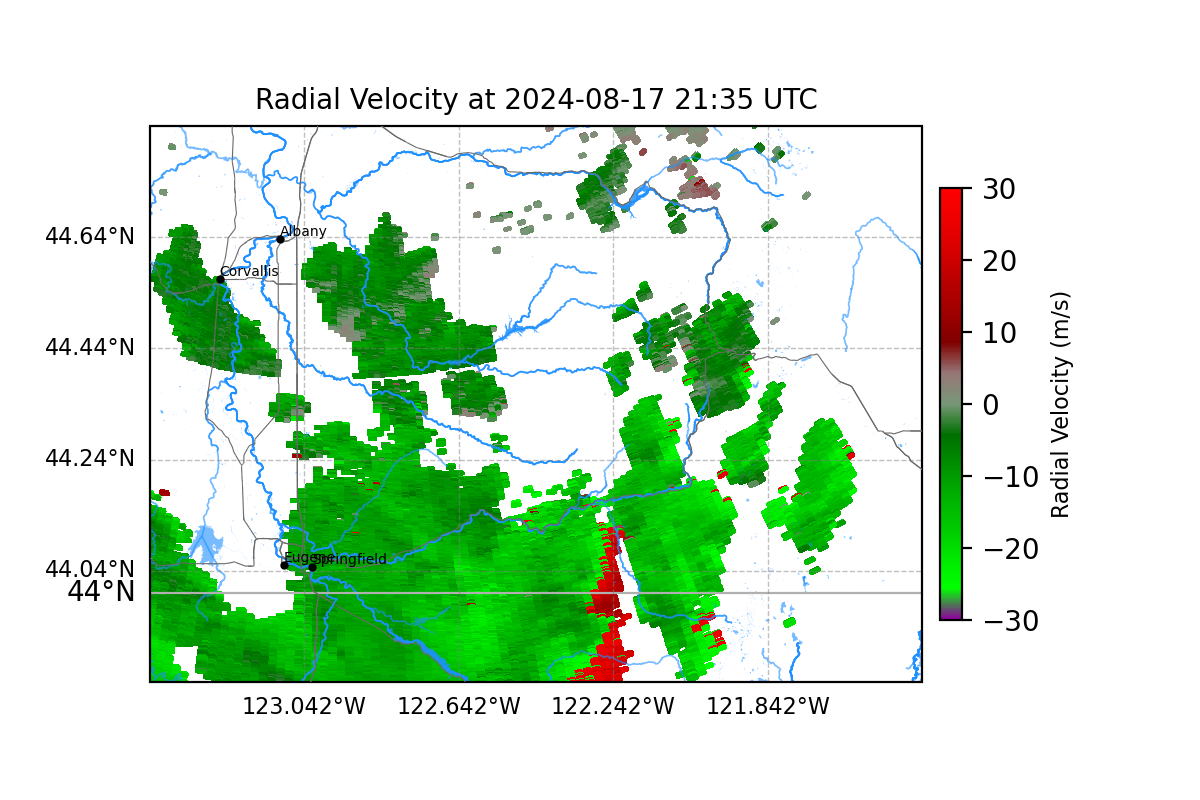 Radial Velocity at 2024-08-17 21:35 UTC
44.64°N
44.44°N
44.24°N
44.04°N
44°N
Albany
Corvallis
Eugene
Springfield
123.042°W 122.642°W 122.242°W 121.842°W
30
20
10
0
−10
−20
−30
Radial Velocity (m/s)